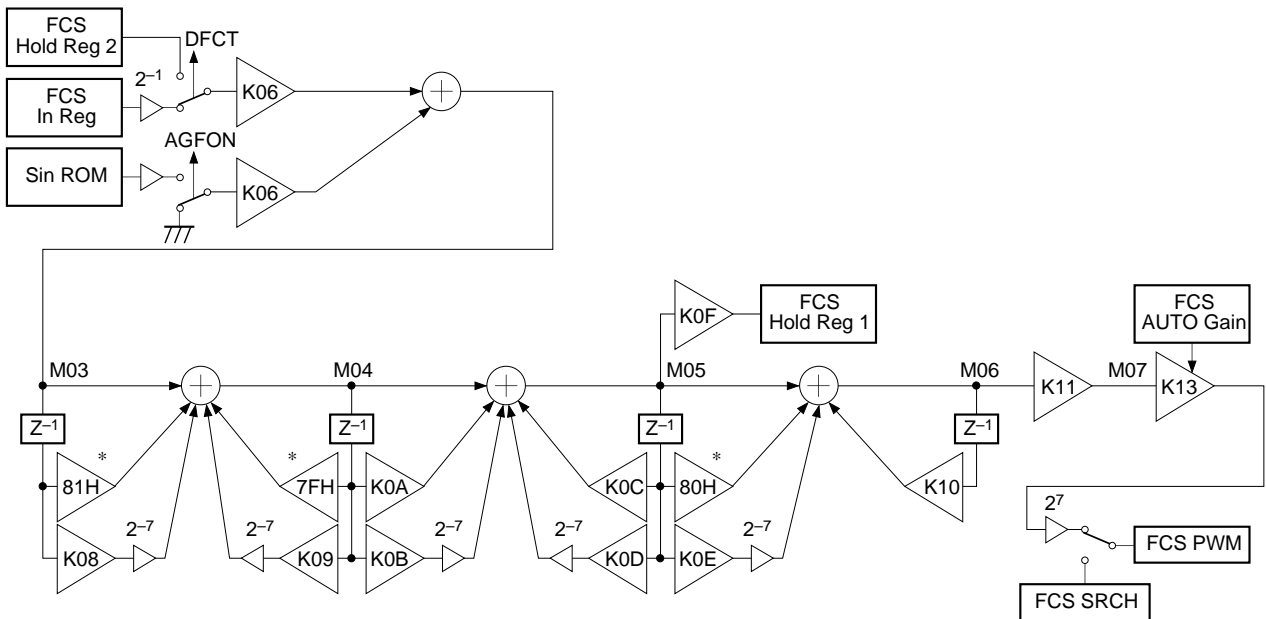 FCS
Hold Reg 2
DFCT
2–1
FCS
In Reg
K06
AGFON
Sin ROM
K06
K0F
FCS
Hold Reg 1
FCS
AUTO Gain
M03
M04
M05
M06
K11
M07
K13
Z–1
Z–1
Z–1
Z–1
*
*
*
81H
7FH
K0A
K0C
80H
K10
2–7
2–7
2–7
2–7
2–7
27
K08
K09
K0B
K0D
K0E
FCS PWM
FCS SRCH